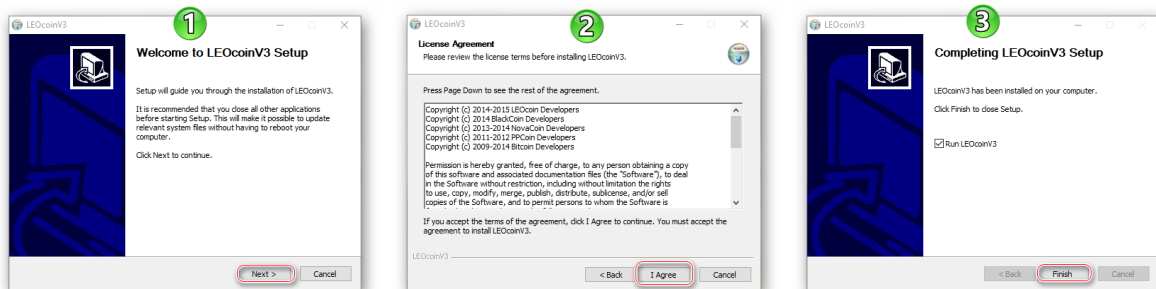 1
LEOcoinV3
Welcome to LEOcoinV3 Setup
Setup will guide you through the installation of LEOcoinV3.
It is recommended that you close all other applications
before starting Setup. This will make it possible to update
relevant system files without having to reboot your
computer.
Click Next to continue.
Next >
Cancel
2
LEOcoinV3
License Agreement
Please review the license terms before installing LEOcoinV3.
Press Page Down to see the rest of the agreement.
Copyright (c) 2014-2015 LEOcoin Developers
Copyright (c) 2014 BlackCoin Developers
Copyright (c) 2013-2014 NovaCoin Developers
Copyright (c) 2011-2012 PPCoin Developers
Copyright (c) 2009-2014 Bitcoin Developers
Permission is hereby granted, free of charge, to any person obtaining a copy
of this software and associated documentation files (the "Software"), to deal
in the Software without restriction, including without limitation the rights
to use, copy, modify, merge, publish, distribute, sublicense, and/or sell
copies of the Software, and to permit persons to whom the Software is
If you accept the terms of the agreement, click I Agree to continue. You must accept the
agreement to install LEOcoinV3.
LEOcoinV3
< Back
I Agree
Cancel
3
LEOcoinV3
Completing LEOcoinV3 Setup
LEOcoinV3 has been installed on your computer.
Click Finish to close Setup.
Run LEOcoinV3
< Back
Finish
Cancel